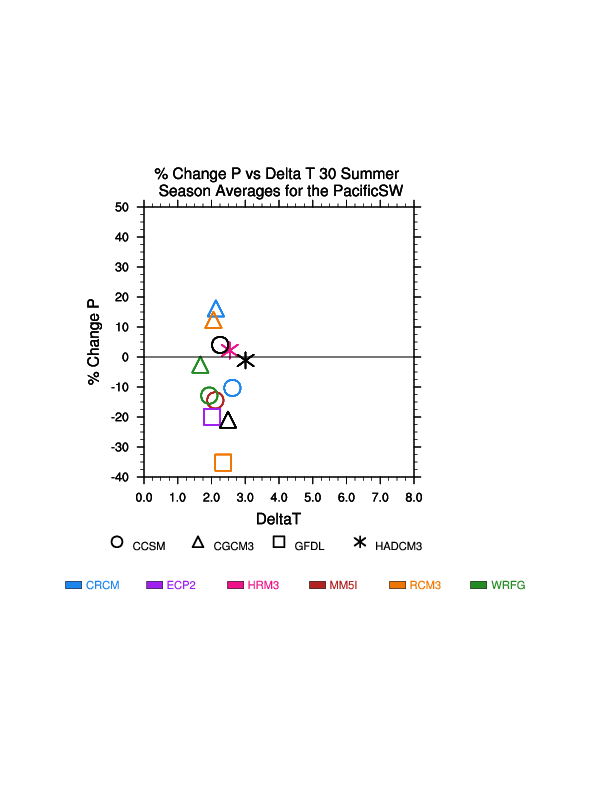 % Change P vs Delta T 30 Summer
Season Averages for the PacificSW
50
40
30
20
10
0
-10
-20
-30
-40
% Change P
0.0 1.0 2.0 3.0 4.0 5.0 6.0 7.0 8.0
DeltaT
CCSM CGCM3 GFDL HADCM3
CRCM ECP2 HRM3 MM5I RCM3 WRFG